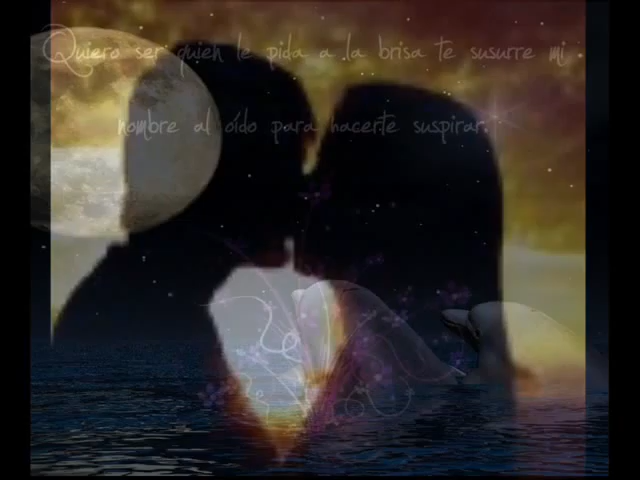 Quiero ser quien le pida a la brisa te susurre mi
nombre al oído para hacerte suspirar.